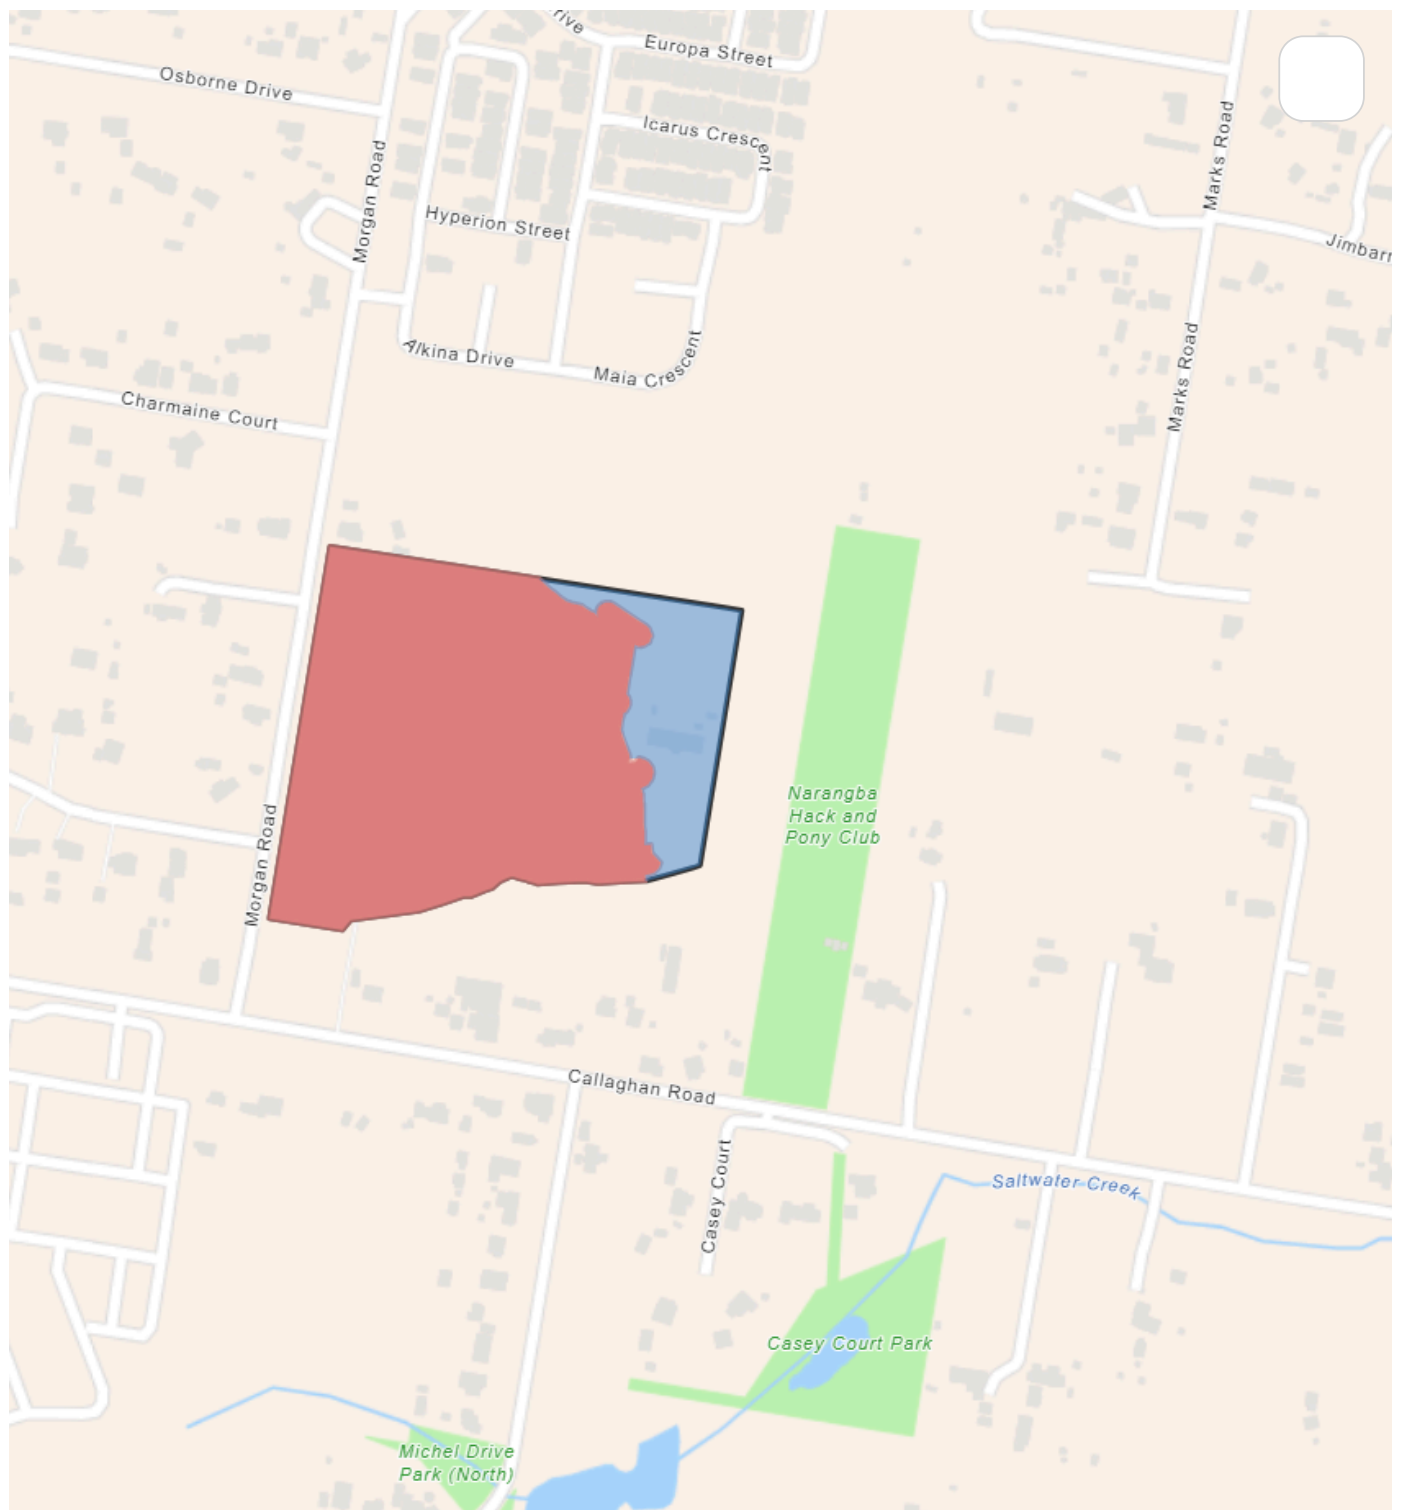 rive
Europa Street
Osborne Drive
Icarus Crescent
Marks Road
Morgan Road
Hyperion Street
Jimbarr
Alkina Drive
Maia Crescent
Marks Road
Charmaine Court
Narangba
Hack and
Pony Club
Morgan Road
Callaghan Road
Casey Court
Saltwater Creek
Casey Court Park
Michel Drive
Park (North)